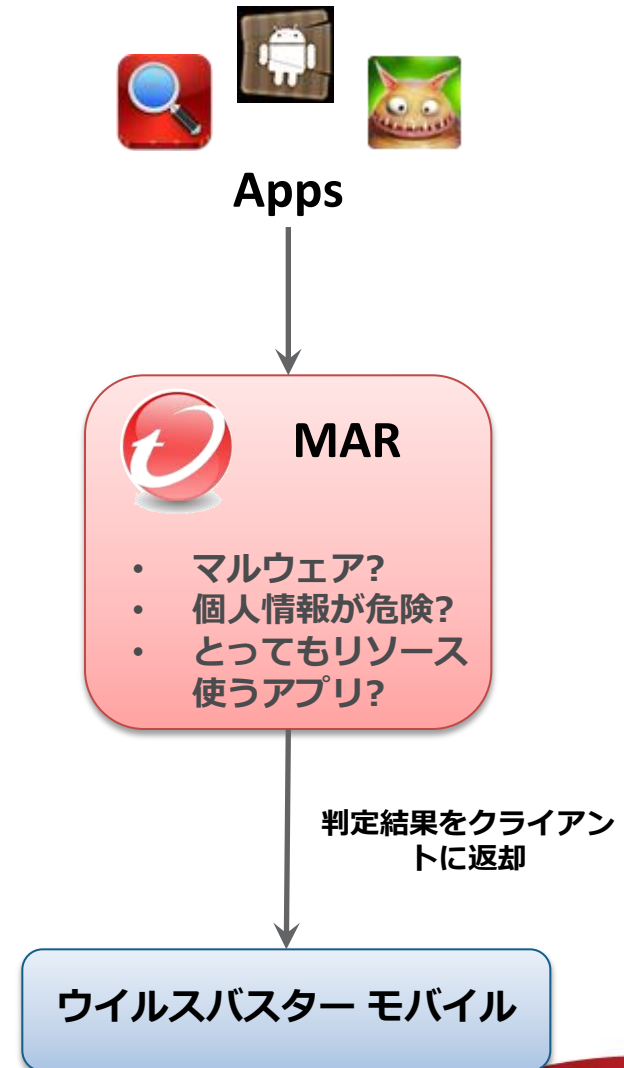 Apps
MAR
• マルウェア?
• 個人情報が危険?
• とってもリソース
使うアプリ?
判定結果をクライアン
トに返却
ウイルスバスター モバイル